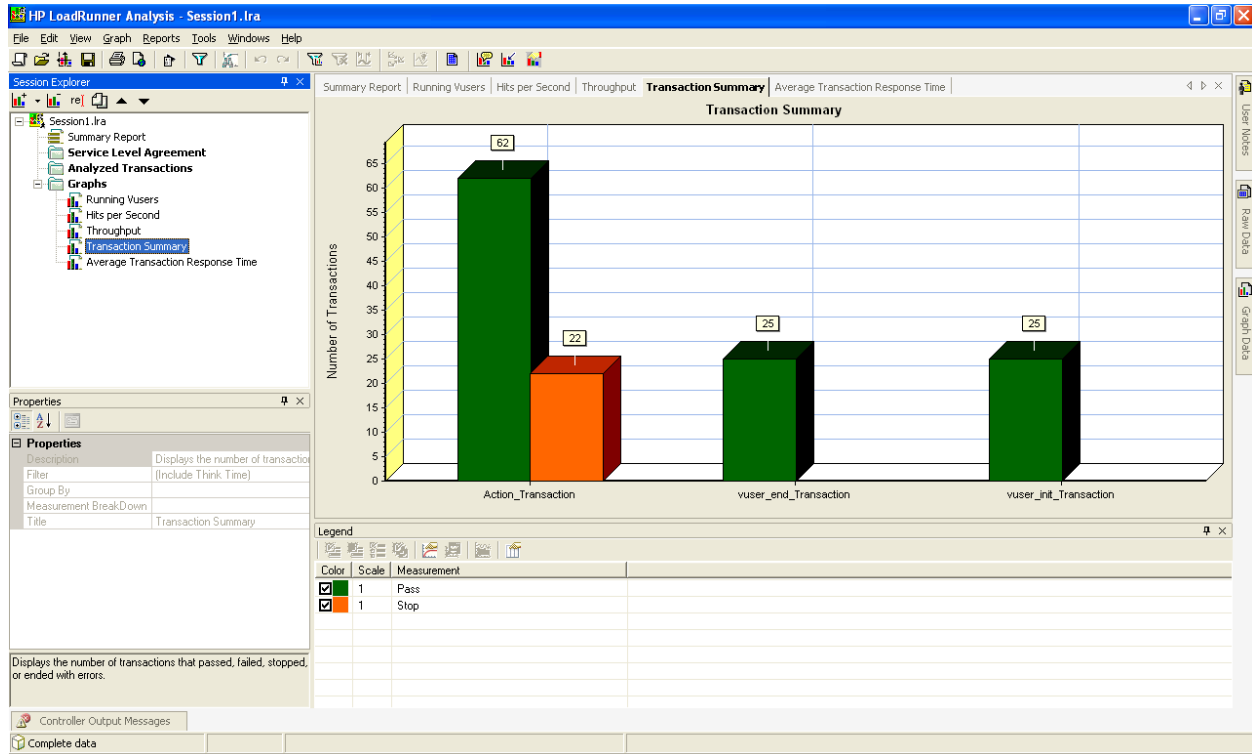 HP LoadRunner Analysis - Session1.lra
File Edit View Graph Reports Tools Windows Help
Session Explorer
Session1.lra
Summary Report
Service Level Agreement
Analyzed Transactions
Graphs
Running Vusers
Hits per Second
Throughput
Transaction Summary
Average Transaction Response Time
Properties
Properties
Description Displays the number of transaction
Filter (Include Think Time)
Group By
Measurement BreakDown
Title Transaction Summary
Displays the number of transactions that passed, failed, stopped,
or ended with errors.
Summary Report Running Vusers Hits per Second Throughput Transaction Summary Average Transaction Response Time
Transaction Summary
Number of Transactions
65
60
55
50
45
40
35
30
25
20
15
10
5
0
62
22
25
25
Action_Transaction vuser_end_Transaction vuser_init_Transaction
Legend
Color Scale Measurement
1 Pass
1 Stop
User Notes
Raw Data
Graph Data
Controller Output Messages
Complete data